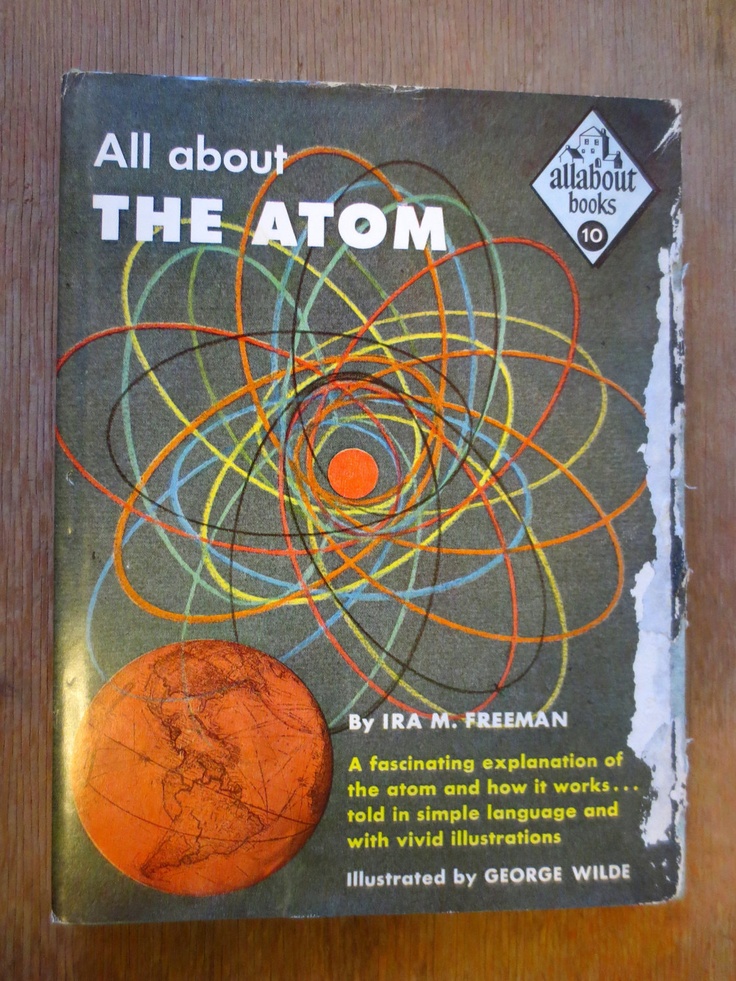 All about
THE ATOM
allabout
books
10
By IRA M. FREEMAN
A fascinating explanation of
the atom and how it works...
told in simple language and
with vivid illustrations
Illustrated by GEORGE WILDE